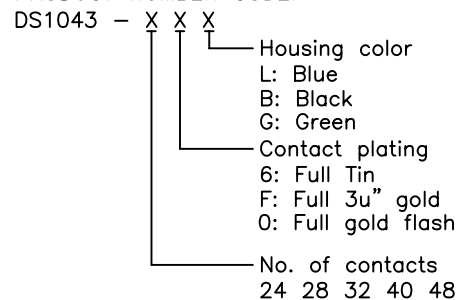 DS1043 - X X X
Housing color
L: Blue
B: Black
G: Green
Contact plating
6: Full Tin
F: Full 3u" gold
0: Full gold flash
No. of contacts
24 28 32 40 48